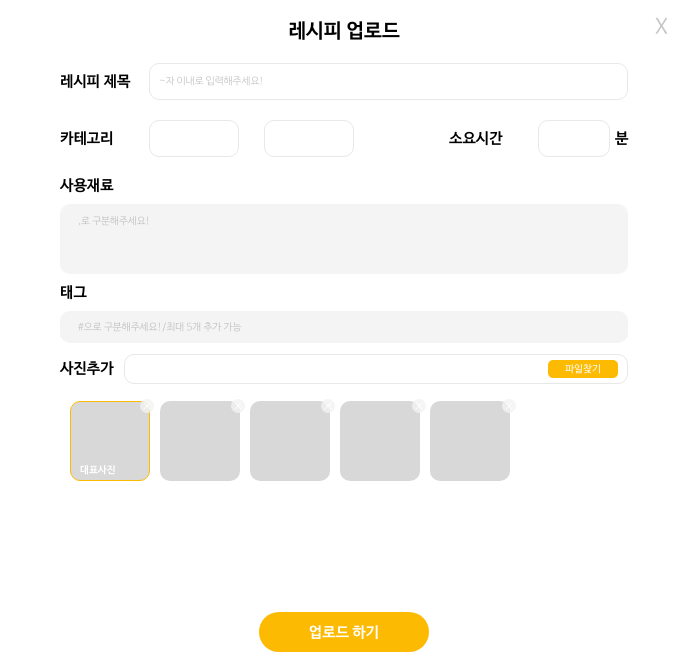 레시피 업로드
X
레시피 제목
~자 이내로 입력해주세요!
카테고리
소요시간
분
사용재료
,로 구분해주세요!
태그
#으로 구분해주세요! /최대 5개 추가 가능
사진추가
파일찾기
대표사진
업로드 하기